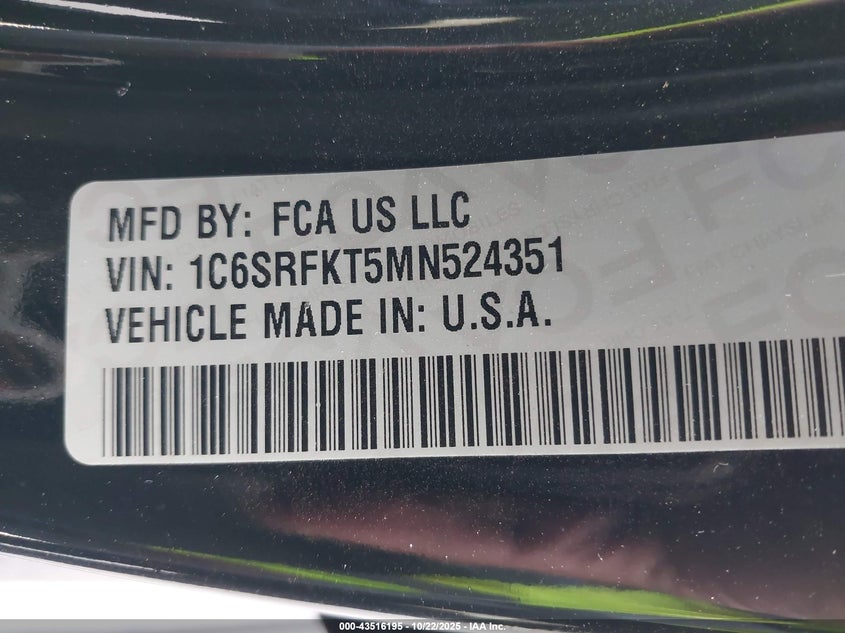 MFD BY: FCA US LLC
VIN: 1C6SRFKT5MN524351
VEHICLE MADE IN: U.S.A.
000-43516195 - 10/22/2025 - IAA Inc.